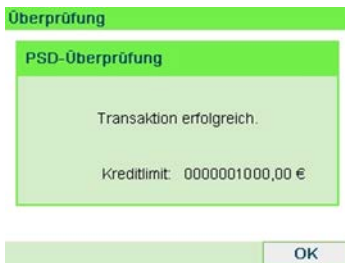 Überprüfung
PSD-Überprüfung
Transaktion erfolgreich.
Kreditlimit: 0000001000,00 €
OK